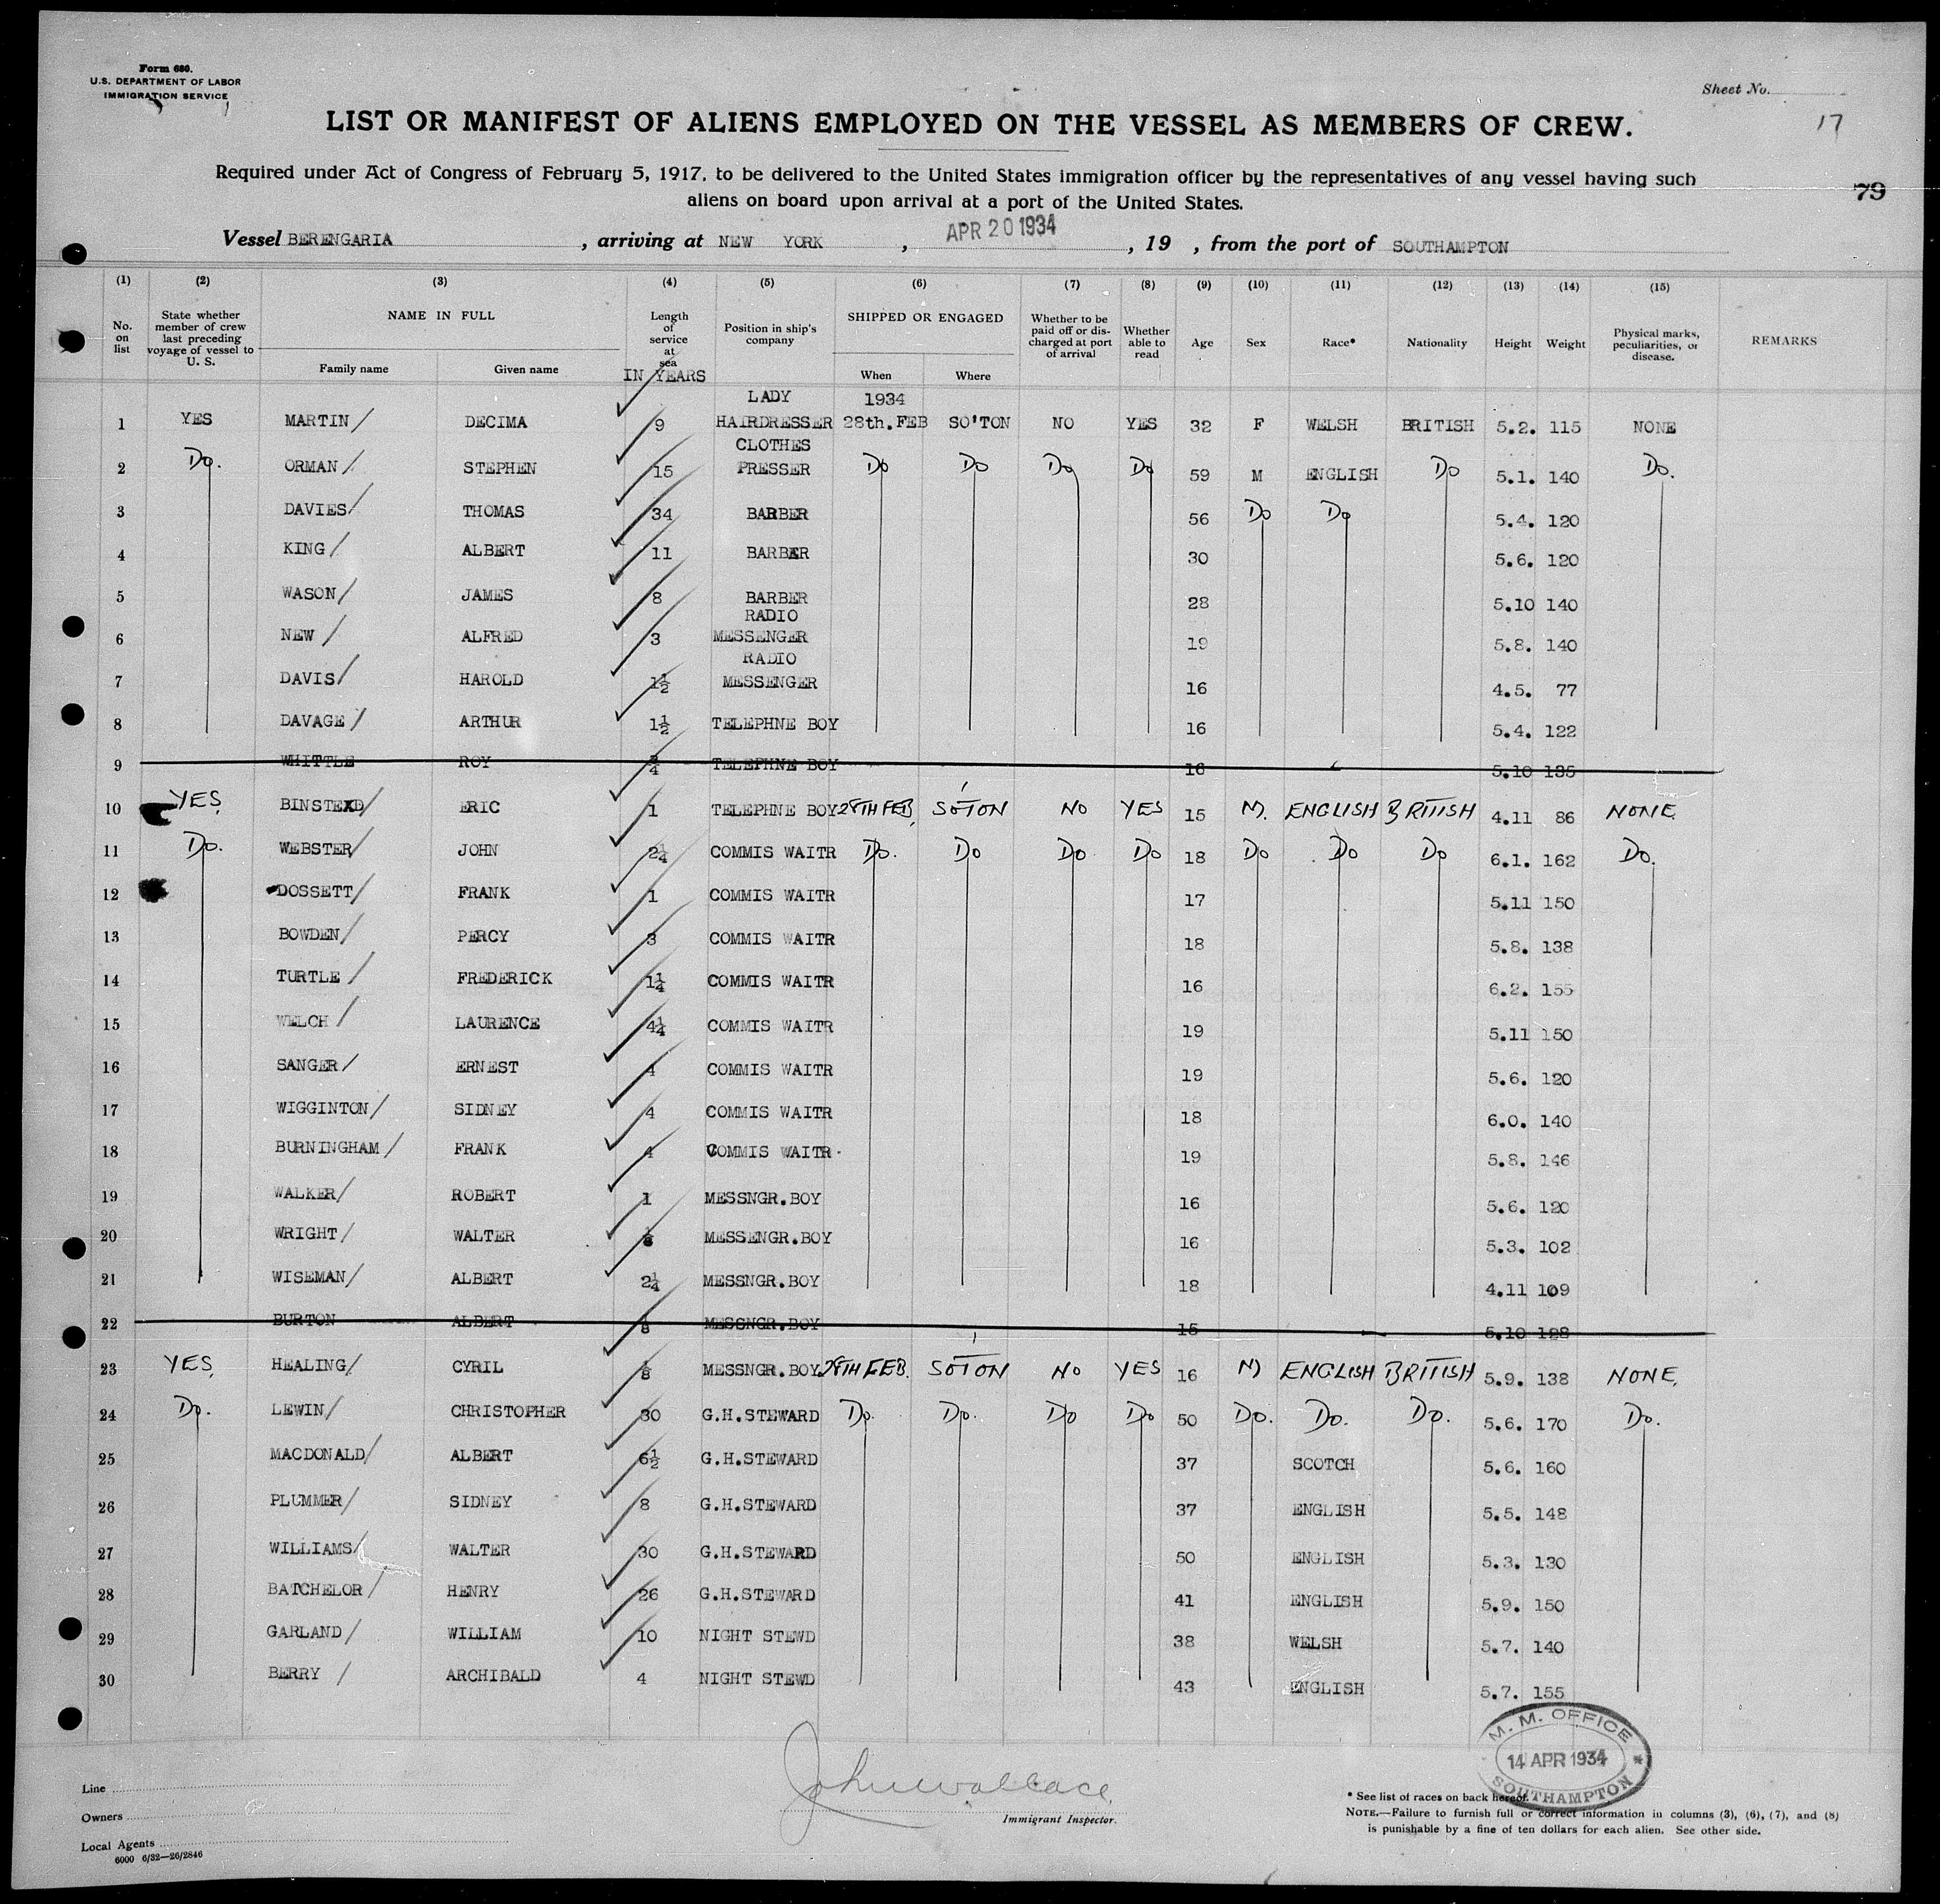 Form 680.
U.S. DEPARTMENT OF LABOR
IMMIGRATION SERVICE
Sheet No.
17
LIST OR MANIFEST OF ALIENS EMPLOYED ON THE VESSEL AS MEMBERS OF CREW.
Required under Act of Congress of February 5, 1917, to be delivered to the United States immigration officer by the representatives of any vessel having such
aliens on board upon arrival at a port of the United States.
79
Vessel BERENGARIA, arriving at NEW YORK, APR 20 1934, 19 , from the port of SOUTHAMPTON
(1) (2) (3) (4) (5) (6) (7) (8) (9) (10) (11) (12) (13) (14) (15)
No. on list State whether member of crew last preceding voyage of vessel to U. S. NAME IN FULL Family name Given name Length of service at sea IN YEARS Position in ship's company SHIPPED OR ENGAGED When Where Whether to be paid off or discharged at port of arrival Whether able to read Age Sex Race* Nationality Height Weight Physical marks, peculiarities, or disease. REMARKS
LADY 1934
1 YES MARTIN/ DECIMA 9 HAIRDRESSER 28th.FEB SO'TON NO YES 32 F WELSH BRITISH 5.2. 115 NONE
CLOTHES
2 Do. ORMAN/ STEPHEN 15 PRESSER Do Do Do Do 59 M ENGLISH Do 5.1. 140 Do.
3 DAVIES/ THOMAS 34 BARBER 56 Do Do 5.4. 120
4 KING/ ALBERT 11 BARBER 30 5.6. 120
5 WASON/ JAMES 8 BARBER 28 5.10 140
RADIO
6 NEW / ALFRED 3 MESSENGER 19 5.8. 140
RADIO
7 DAVIS/ HAROLD 1½ MESSENGER 16 4.5. 77
8 DAVAGE / ARTHUR 1½ TELEPHNE BOY 16 5.4. 122
9 WHITTLE ROY ¾ TELEPHNE BOY 16 5.10 135
10 YES BINSTEXD/ ERIC 1 TELEPHNE BOY 28TH FEB, SO'TON NO YES 15 M. ENGLISH BRITISH 4.11 86 NONE.
11 Do. WEBSTER/ JOHN 2¼ COMMIS WAITR Do. Do Do. Do 18 Do Do Do 6.1. 162 Do.
12 DOSSETT/ FRANK 1 COMMIS WAITR 17 5.11 150
13 BOWDEN/ PERCY 3 COMMIS WAITR 18 5.8. 138
14 TURTLE / FREDERICK 1¼ COMMIS WAITR 16 6.2. 155
15 WELCH / LAURENCE 4¼ COMMIS WAITR 19 5.11 150
16 SANGER/ ERNEST 4 COMMIS WAITR 19 5.6. 120
17 WIGGINTON/ SIDNEY 4 COMMIS WAITR 18 6.0. 140
18 BURNINGHAM/ FRANK 4 COMMIS WAITR. 19 5.8. 146
19 WALKER/ ROBERT 1 MESSNGR.BOY 16 5.6. 120
20 WRIGHT/ WALTER MESSENGR.BOY 16 5.3. 102
21 WISEMAN/ ALBERT 2¼ MESSNGR.BOY 18 4.11 109
22 BURTON ALBERT MESSNGR.BOY 15 5.10 128
23 YES, HEALING/ CYRIL MESSNGR.BOY 28TH FEB. SO'TON NO YES 16 M ENGLISH BRITISH 5.9. 138 NONE,
24 Do. LEWIN/ CHRISTOPHER 30 G.H.STEWARD Do. Do. Do Do 50 Do. Do. Do. 5.6. 170 Do.
25 MACDONALD/ ALBERT 6½ G.H.STEWARD 37 SCOTCH 5.6. 160
26 PLUMMER/ SIDNEY 8 G.H.STEWARD 37 ENGLISH 5.5. 148
27 WILLIAMS/ WALTER 30 G.H.STEWARD 50 ENGLISH 5.3. 130
28 BATCHELOR/ HENRY 26 G.H.STEWARD 41 ENGLISH 5.9. 150
29 GARLAND/ WILLIAM 10 NIGHT STEWD 38 WELSH 5.7. 140
30 BERRY / ARCHIBALD 4 NIGHT STEWD 43 ENGLISH 5.7. 155
M. M. OFFICE
14 APR 1934
SOUTHAMPTON
Line
Owners
Local Agents
6000 6/32—26/2846
John Wallace.
Immigrant Inspector.
* See list of races on back hereof.
NOTE.—Failure to furnish full or correct information in columns (3), (6), (7), and (8)
is punishable by a fine of ten dollars for each alien. See other side.